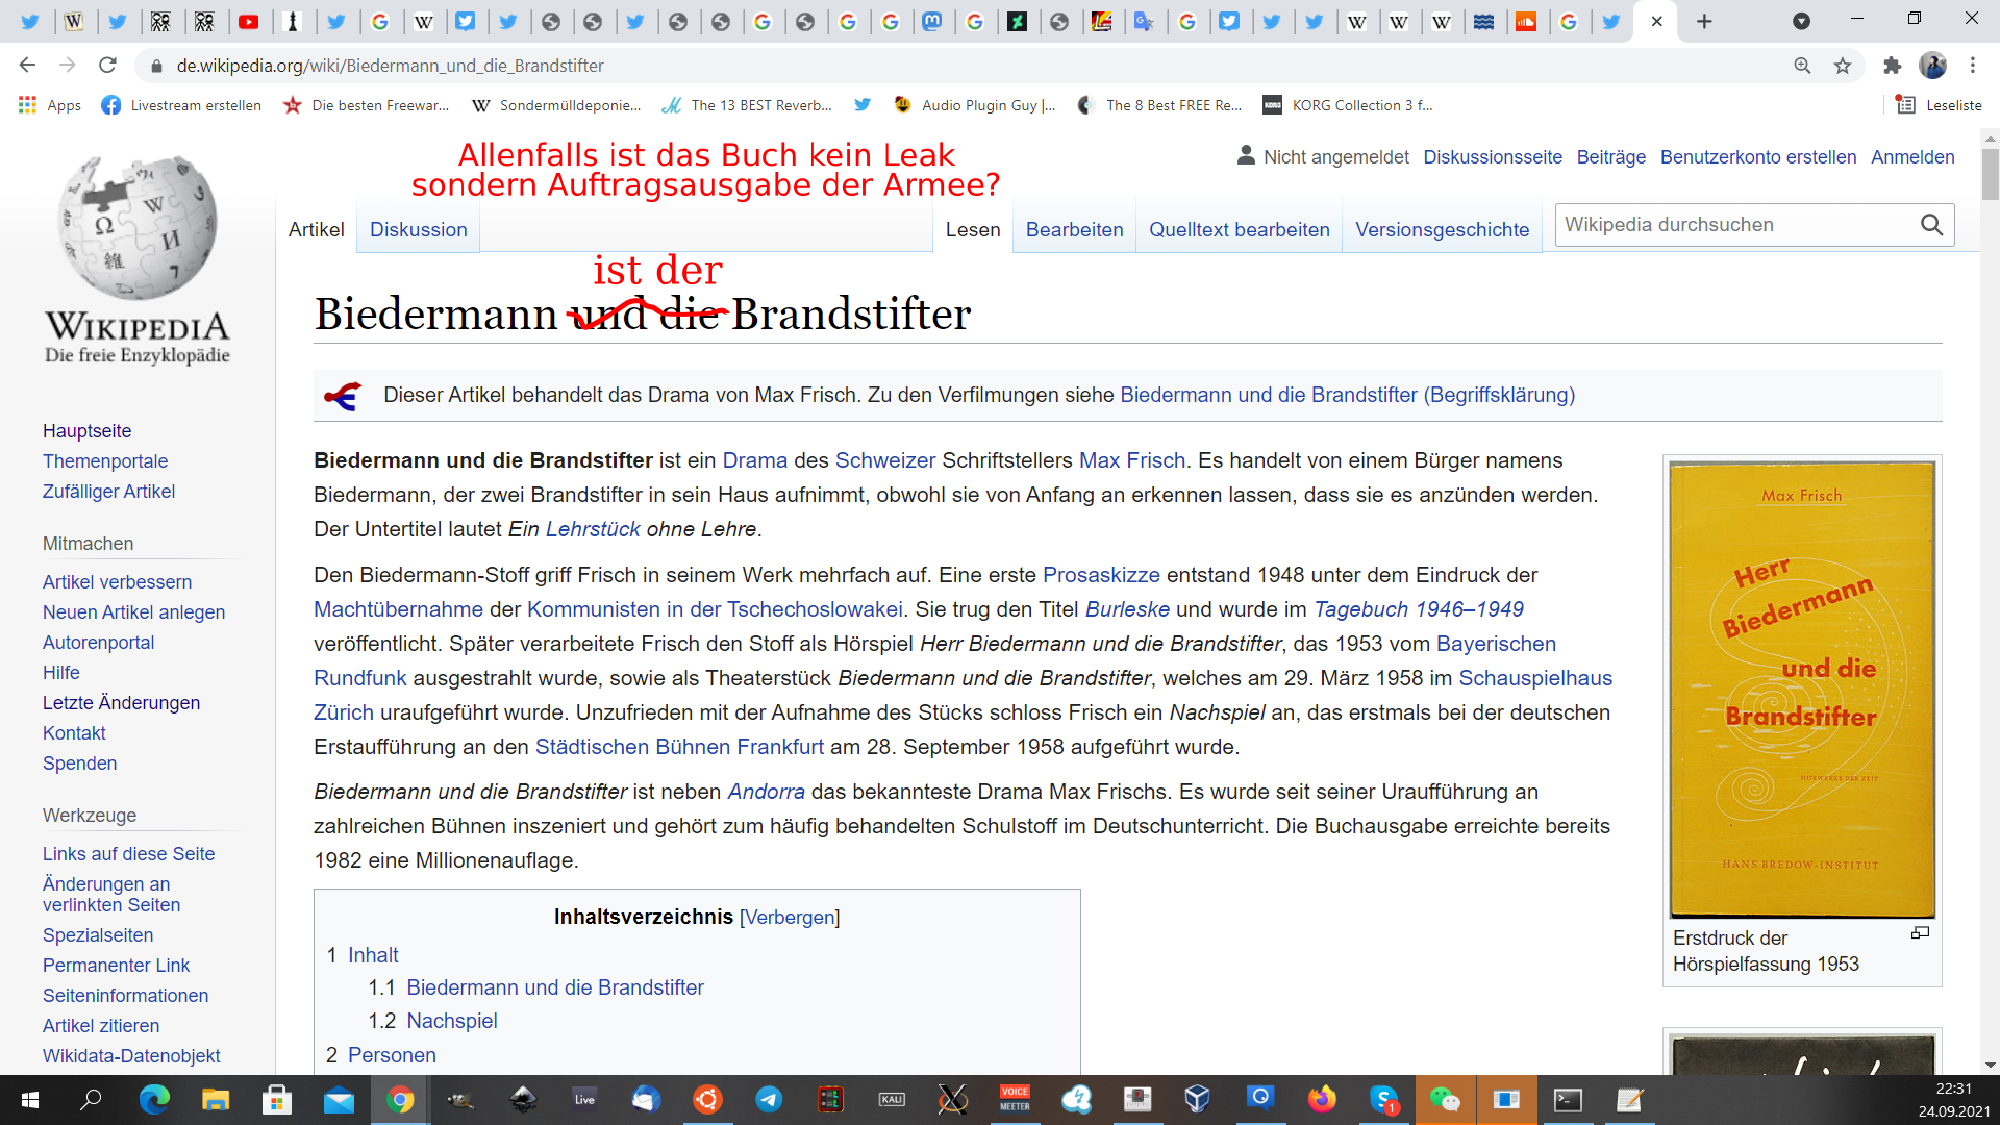 de.wikipedia.org/wiki/Biedermann_und_die_Brandstifter
Apps
Livestream erstellen
Die besten Freewar...
Sondermülldeponie...
The 13 BEST Reverb...
Audio Plugin Guy |...
The 8 Best FREE Re...
KORG Collection 3 f...
Leseliste
Allenfalls ist das Buch kein Leak
sondern Auftragsausgabe der Armee?
Nicht angemeldet Diskussionsseite Beiträge Benutzerkonto erstellen Anmelden
Artikel Diskussion
Lesen Bearbeiten Quelltext bearbeiten Versionsgeschichte
Wikipedia durchsuchen
WIKIPEDIA
Die freie Enzyklopädie
Hauptseite
Themenportale
Zufälliger Artikel
Mitmachen
Artikel verbessern
Neuen Artikel anlegen
Autorenportal
Hilfe
Letzte Änderungen
Kontakt
Spenden
Werkzeuge
Links auf diese Seite
Änderungen an
verlinkten Seiten
Spezialseiten
Permanenter Link
Seiteninformationen
Artikel zitieren
Wikidata-Datenobjekt
ist der
Biedermann und die Brandstifter
Dieser Artikel behandelt das Drama von Max Frisch. Zu den Verfilmungen siehe Biedermann und die Brandstifter (Begriffsklärung)
Biedermann und die Brandstifter ist ein Drama des Schweizer Schriftstellers Max Frisch. Es handelt von einem Bürger namens
Biedermann, der zwei Brandstifter in sein Haus aufnimmt, obwohl sie von Anfang an erkennen lassen, dass sie es anzünden werden.
Der Untertitel lautet Ein Lehrstück ohne Lehre.
Den Biedermann-Stoff griff Frisch in seinem Werk mehrfach auf. Eine erste Prosaskizze entstand 1948 unter dem Eindruck der
Machtübernahme der Kommunisten in der Tschechoslowakei. Sie trug den Titel Burleske und wurde im Tagebuch 1946–1949
veröffentlicht. Später verarbeitete Frisch den Stoff als Hörspiel Herr Biedermann und die Brandstifter, das 1953 vom Bayerischen
Rundfunk ausgestrahlt wurde, sowie als Theaterstück Biedermann und die Brandstifter, welches am 29. März 1958 im Schauspielhaus
Zürich uraufgeführt wurde. Unzufrieden mit der Aufnahme des Stücks schloss Frisch ein Nachspiel an, das erstmals bei der deutschen
Erstaufführung an den Städtischen Bühnen Frankfurt am 28. September 1958 aufgeführt wurde.
Biedermann und die Brandstifter ist neben Andorra das bekannteste Drama Max Frischs. Es wurde seit seiner Uraufführung an
zahlreichen Bühnen inszeniert und gehört zum häufig behandelten Schulstoff im Deutschunterricht. Die Buchausgabe erreichte bereits
1982 eine Millionenauflage.
Inhaltsverzeichnis [Verbergen]
1 Inhalt
1.1 Biedermann und die Brandstifter
1.2 Nachspiel
2 Personen
Max Frisch
Herr
Biedermann
und die
Brandstifter
HÖRWERKE DER ZEIT
HANS BREDOW-INSTITUT
Erstdruck der
Hörspielfassung 1953
Live
KALI
VOICE
MEETER
1
22:31
24.09.2021